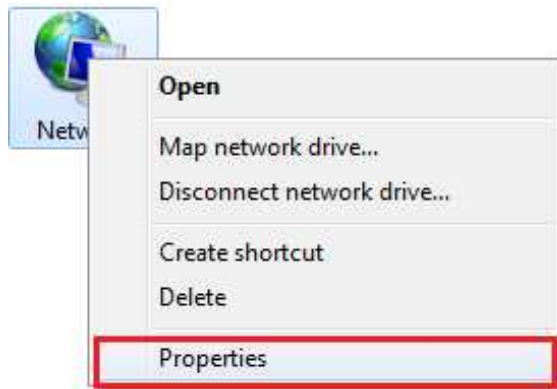 Open
Netw
Map network drive...
Disconnect network drive...
Create shortcut
Delete
Properties